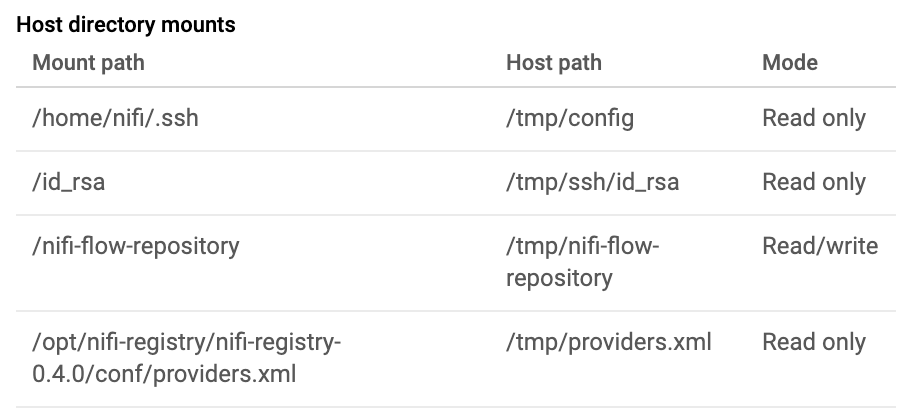 Host directory mounts
Mount path Host path Mode
/home/nifi/.ssh /tmp/config Read only
/id_rsa /tmp/ssh/id_rsa Read only
/nifi-flow-repository /tmp/nifi-flow- Read/write
repository
/opt/nifi-registry/nifi-registry- /tmp/providers.xml Read only
0.4.0/conf/providers.xml